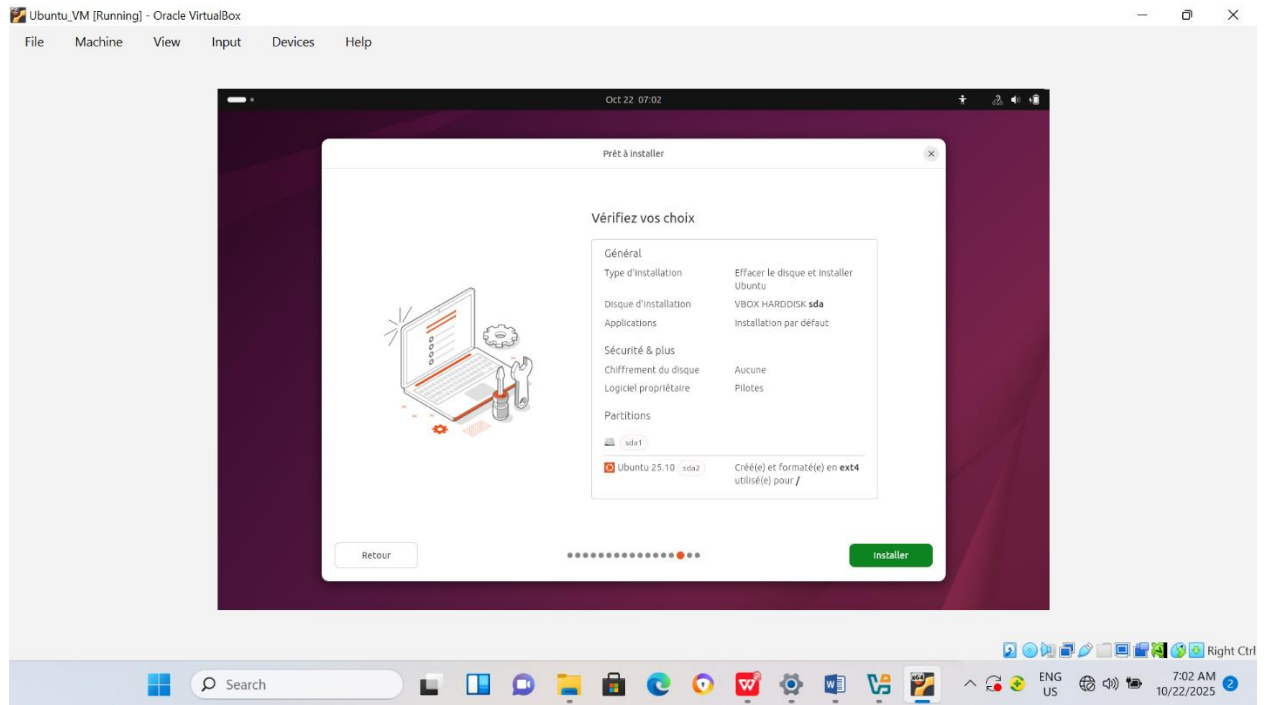 Ubuntu_VM [Running] - Oracle VirtualBox
File Machine View Input Devices Help
Oct 22 07:02
Prêt à installer
Vérifiez vos choix
Général
Type d'installation Effacer le disque et installer
Ubuntu
Disque d'installation VBOX HARDDISK sda
Applications Installation par défaut
Sécurité & plus
Chiffrement du disque Aucune
Logiciel propriétaire Pilotes
Partitions
sda1
Ubuntu 25.10 sda2 Créé(e) et formaté(e) en ext4
utilisé(e) pour /
Retour
Installer
Right Ctrl
Search
ENG
US
7:02 AM
10/22/2025
2